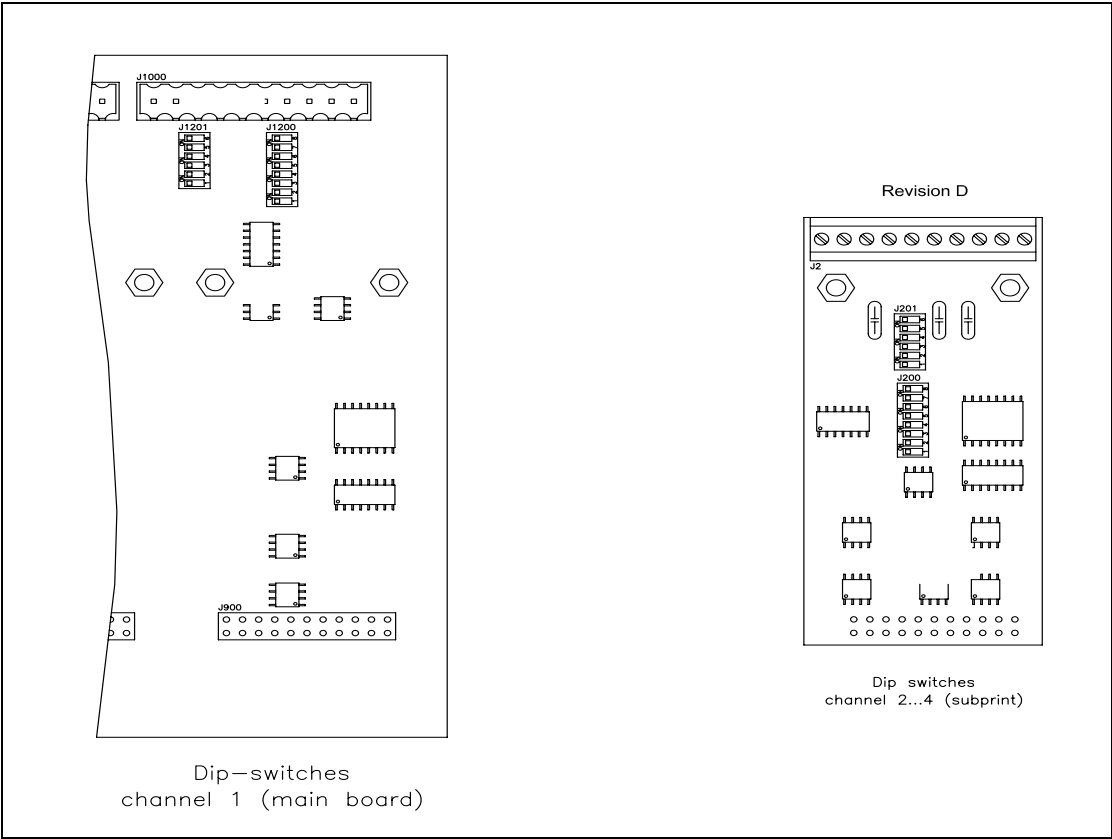 J1000
J1201
J1200
J900
Dip-switches
channel 1 (main board)
Revision D
J2
J201
J200
Dip switches
channel 2...4 (subprint)